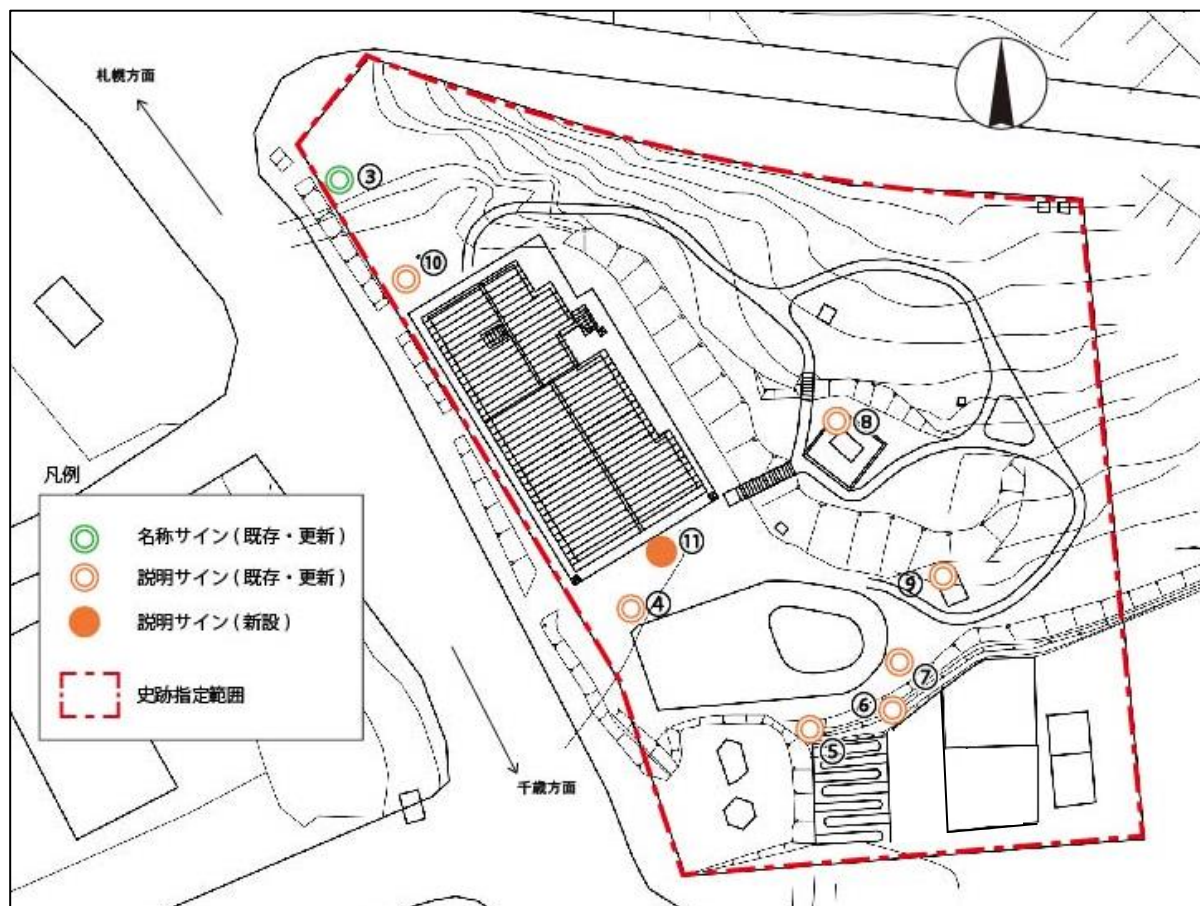 札幌方面
③
⑩
⑧
凡例
名称サイン(既存・更新)
説明サイン(既存・更新)
説明サイン(新設)
史跡指定範囲
⑪
④
⑨
⑦
⑥
⑤
千歳方面